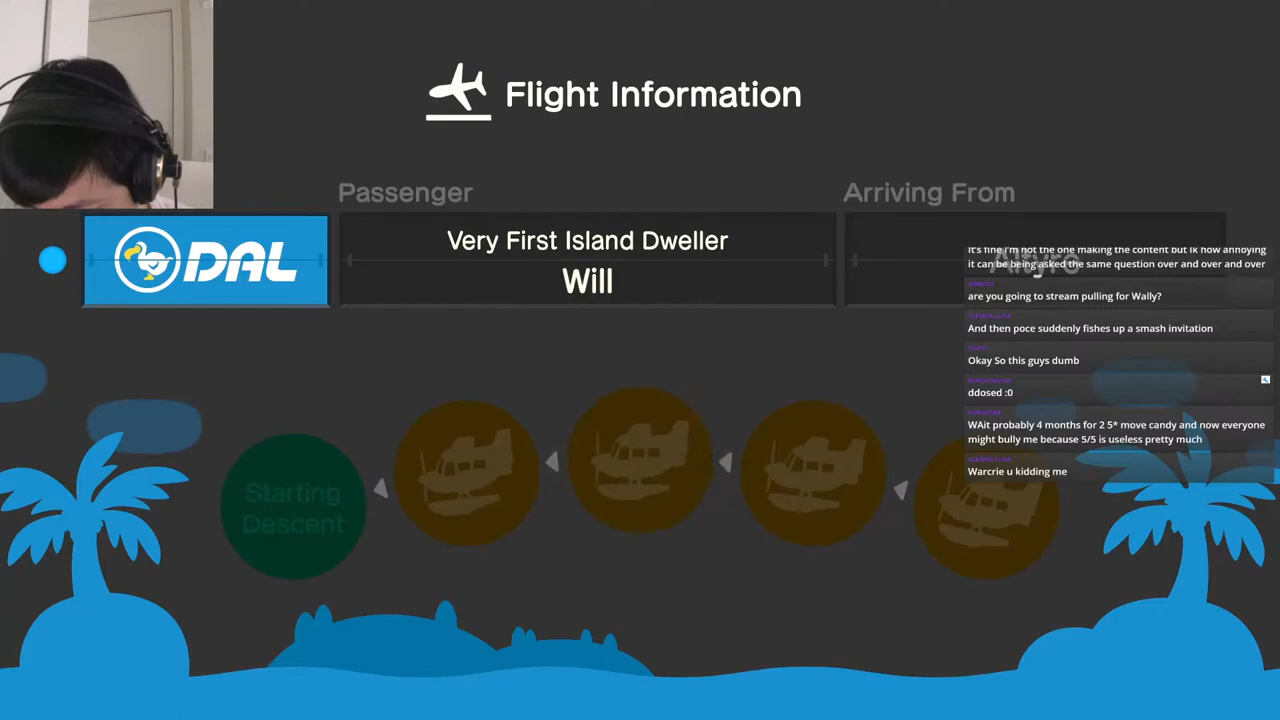 Flight Information
Passenger
Arriving From
DAL
Very First Island Dweller
Will
Altyre
Starting
Descent
It's fine I'm not the one making the content but ik how annoying
it can be being asked the same question over and over and over
are you going to stream pulling for Wally?
And then poce suddenly fishes up a smash invitation
Okay So this guys dumb
ddosed :0
WAit probably 4 months for 2 5* move candy and now everyone
might bully me because 5/5 is useless pretty much
Warcrie u kidding me